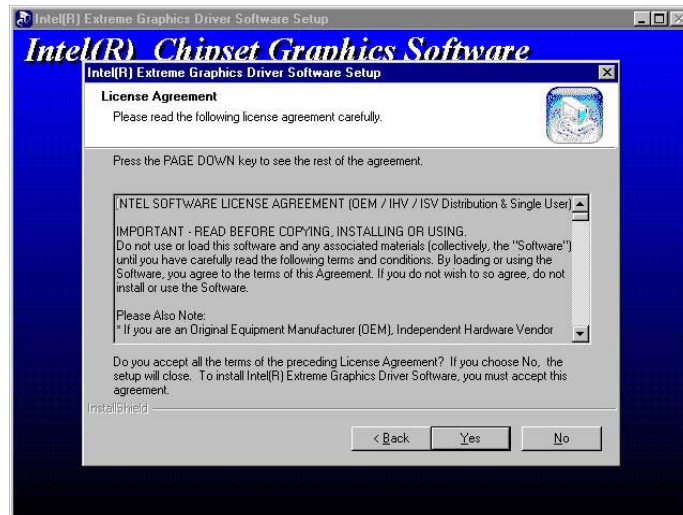 Intel(R) Extreme Graphics Driver Software Setup
Intel(R) Chipset Graphics Software
Intel(R) Extreme Graphics Driver Software Setup
License Agreement
Please read the following license agreement carefully.
Press the PAGE DOWN key to see the rest of the agreement.
INTEL SOFTWARE LICENSE AGREEMENT (OEM / IHV / ISV Distribution & Single User)
IMPORTANT - READ BEFORE COPYING, INSTALLING OR USING.
Do not use or load this software and any associated materials (collectively, the "Software")
until you have carefully read the following terms and conditions. By loading or using the
Software, you agree to the terms of this Agreement. If you do not wish to so agree, do not
install or use the Software.
Please Also Note:
* If you are an Original Equipment Manufacturer (OEM), Independent Hardware Vendor
Do you accept all the terms of the preceding License Agreement? If you choose No, the
setup will close. To install Intel(R) Extreme Graphics Driver Software, you must accept this
agreement.
InstallShield
< Back Yes No